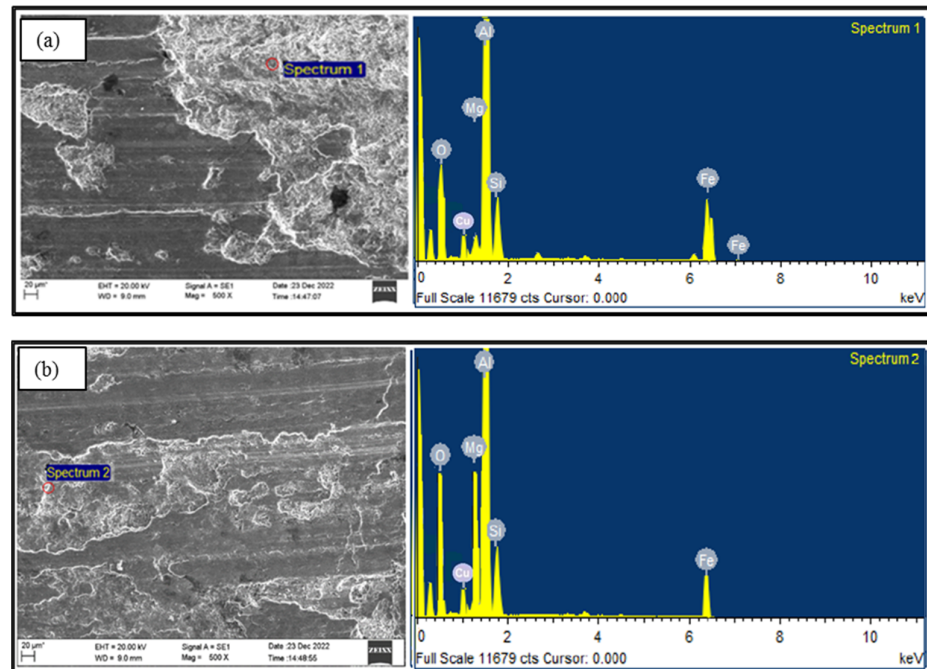 (a)
Spectrum 1
20 µm*
EHT = 20.00 kV
WD = 9.0 mm
Signal A = SE1
Mag = 500 X
Date :23 Dec 2022
Time :14:47:07
ZEISS
Spectrum 1
Al
Mg
O
Si
Cu
Fe
Fe
0 2 4 6 8 10
Full Scale 11679 cts Cursor: 0.000
keV
(b)
Spectrum 2
20 µm*
EHT = 20.00 kV
WD = 9.0 mm
Signal A = SE1
Mag = 500 X
Date :23 Dec 2022
Time :14:48:55
ZEISS
Spectrum 2
Al
O
Mg
Si
Cu
Fe
0 2 4 6 8 10
Full Scale 11679 cts Cursor: 0.000
keV